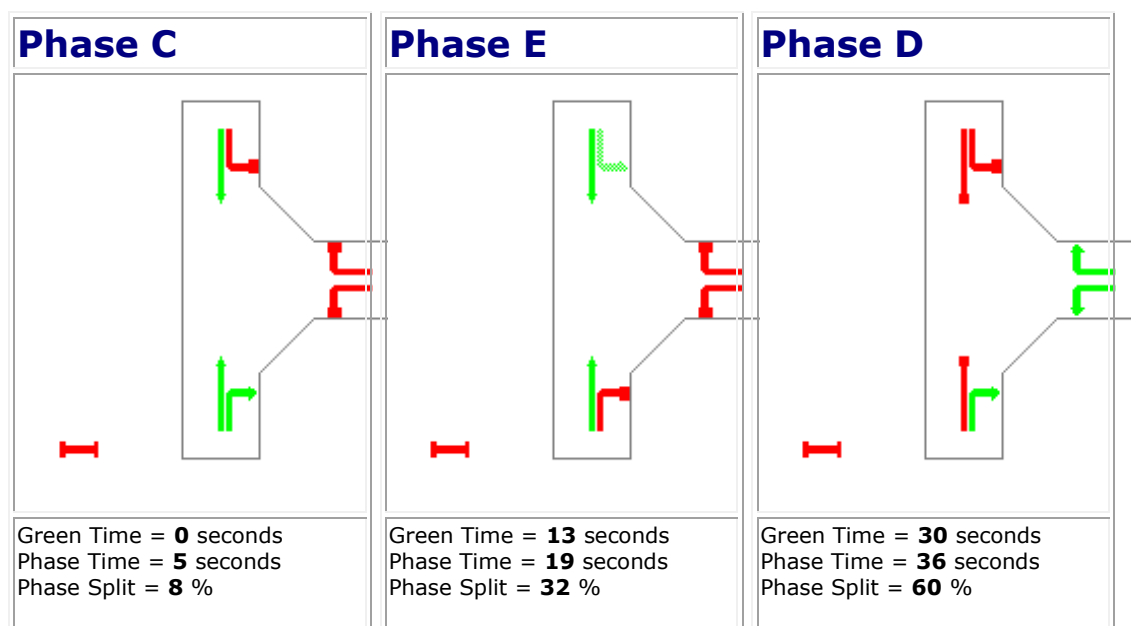 Phase C
Phase E
Phase D
Green Time = 0 seconds
Phase Time = 5 seconds
Phase Split = 8 %
Green Time = 13 seconds
Phase Time = 19 seconds
Phase Split = 32 %
Green Time = 30 seconds
Phase Time = 36 seconds
Phase Split = 60 %